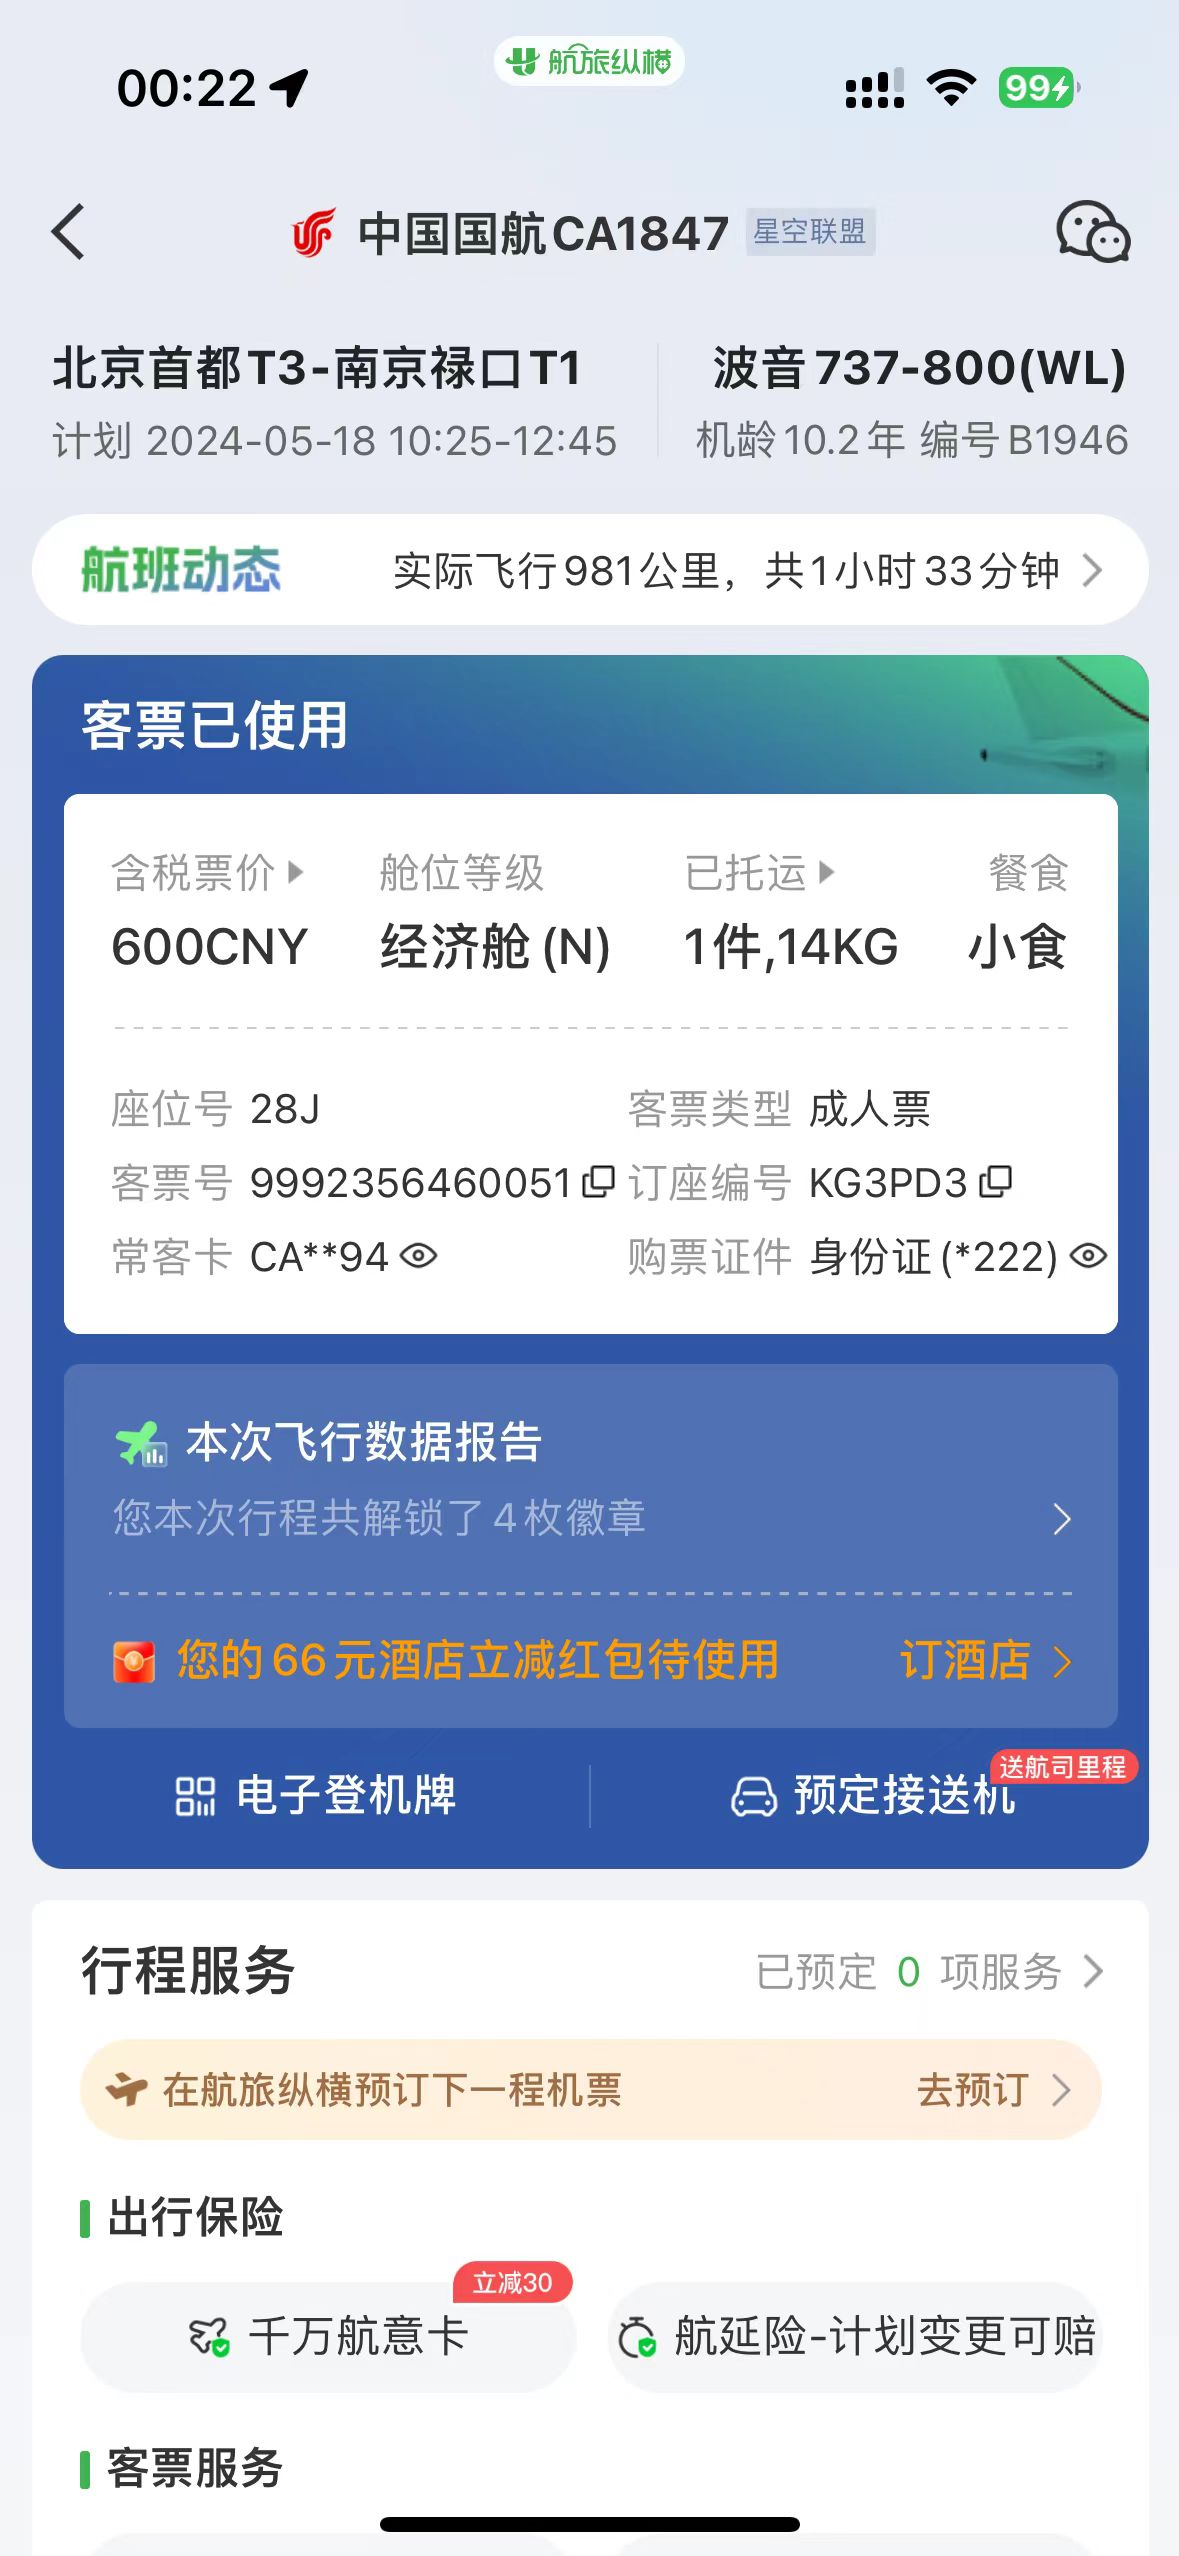 00:22
航旅纵横
99
中国国航CA1847 星空联盟
北京首都T3-南京禄口T1
波音737-800(WL)
计划 2024-05-18 10:25-12:45
机龄10.2年 编号B1946
航班动态 实际飞行981公里，共1小时33分钟
客票已使用
含税票价 舱位等级 已托运 餐食
600CNY 经济舱(N) 1件,14KG 小食
座位号 28J 客票类型 成人票
客票号 9992356460051 订座编号 KG3PD3
常客卡 CA**94 购票证件 身份证(*222)
本次飞行数据报告
您本次行程共解锁了4枚徽章
您的66元酒店立减红包待使用 订酒店
送航司里程
电子登机牌 预定接送机
行程服务 已预定 0 项服务
在航旅纵横预订下一程机票 去预订
出行保险
立减30
千万航意卡 航延险-计划变更可赔
客票服务